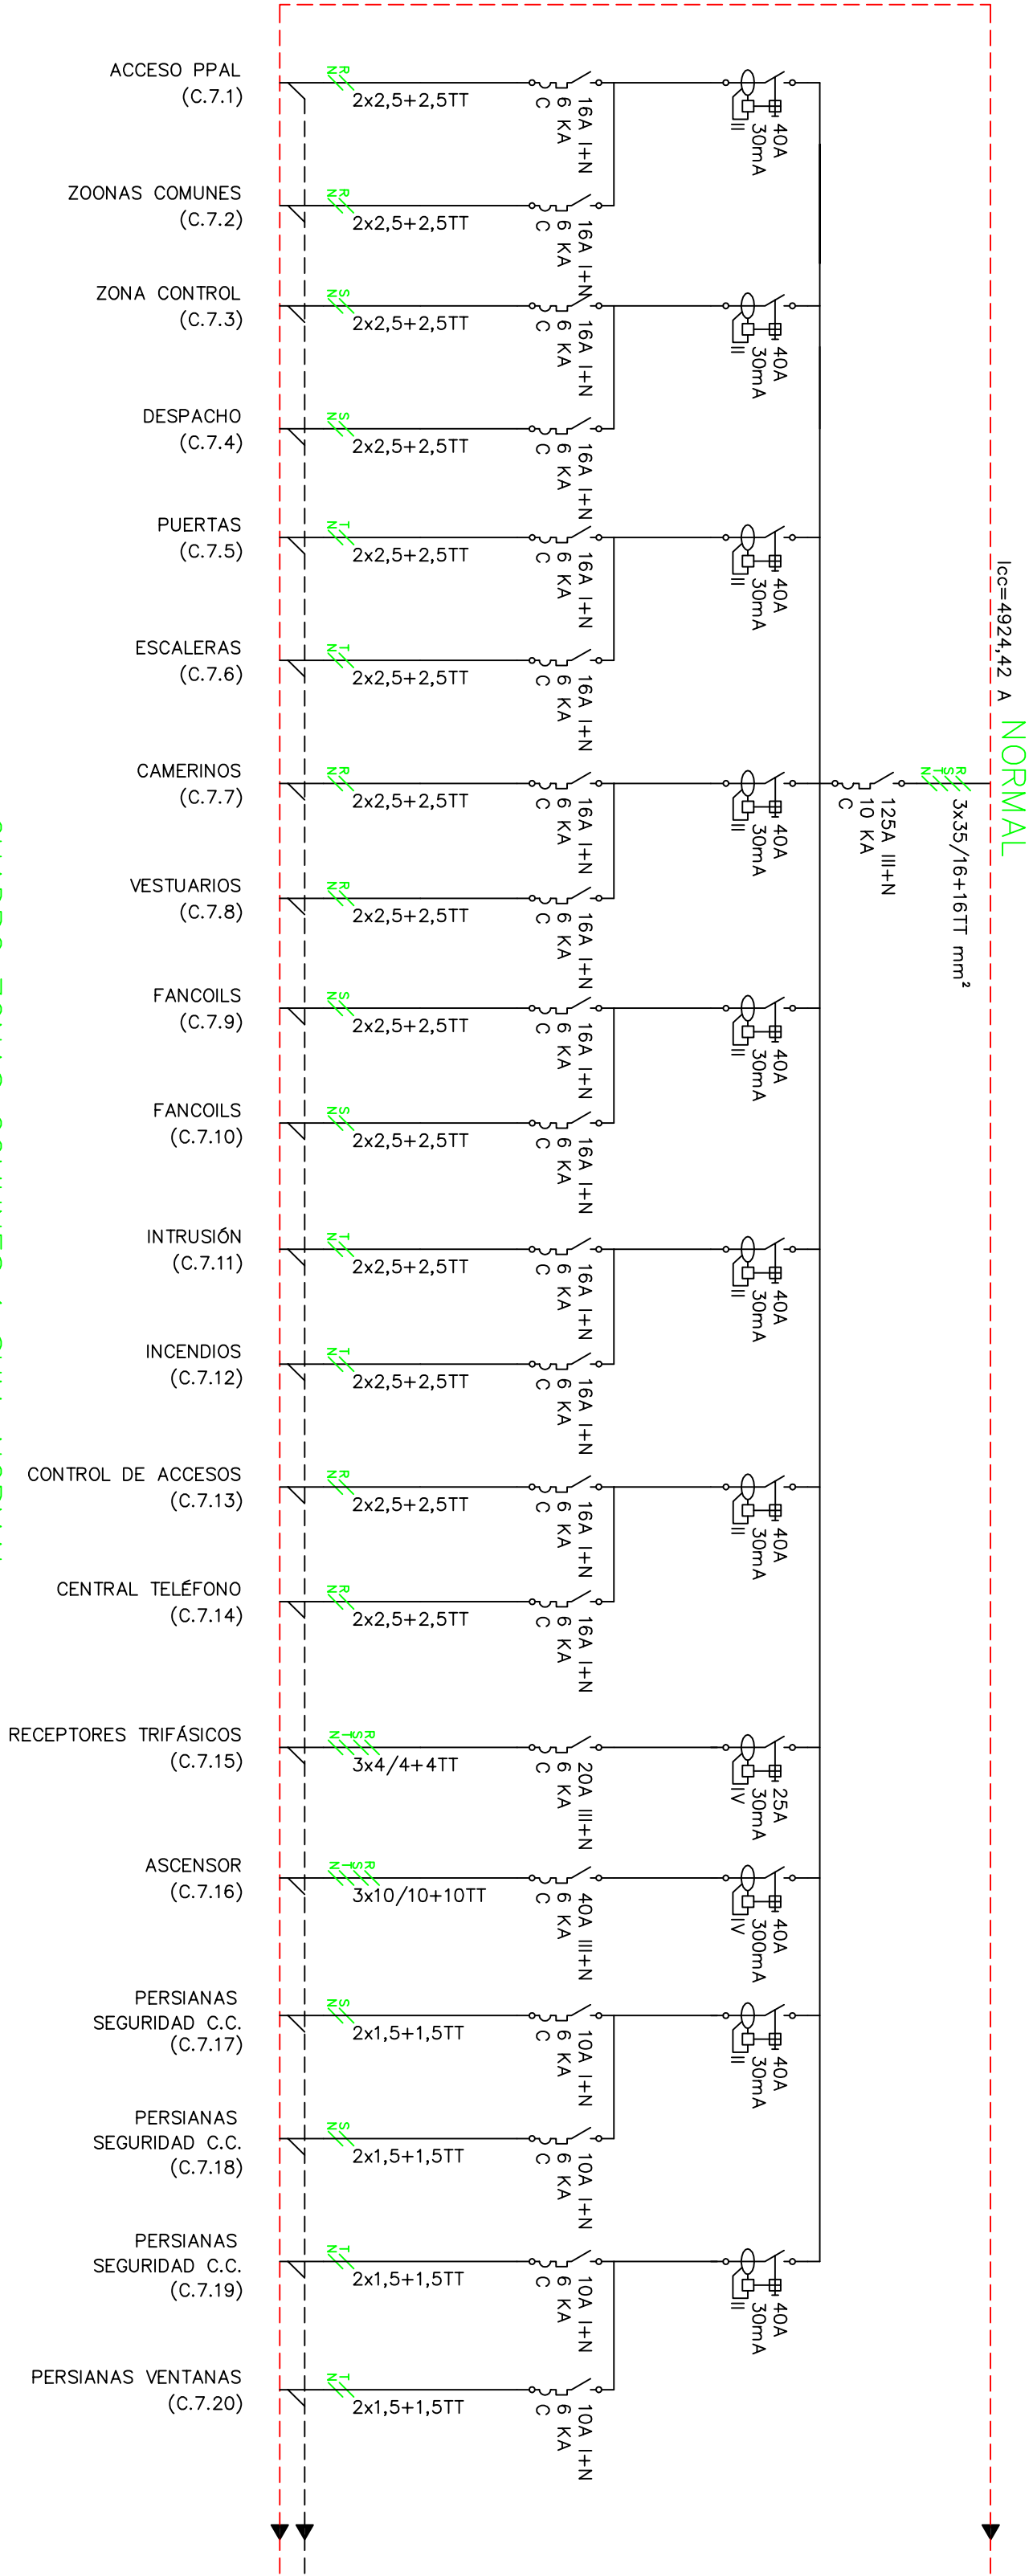 Icc=4924,42 A
NORMAL
3x35/16+16TT mm²
R
S
T
N
125A III+N
10 KA
C
ACCESO PPAL
(C.7.1)
R
N
2x2,5+2,5TT
16A I+N
6 KA
C
40A
30mA
II
ZOONAS COMUNES
(C.7.2)
R
N
2x2,5+2,5TT
16A I+N
6 KA
C
ZONA CONTROL
(C.7.3)
S
N
2x2,5+2,5TT
16A I+N
6 KA
C
40A
30mA
II
DESPACHO
(C.7.4)
S
N
2x2,5+2,5TT
16A I+N
6 KA
C
PUERTAS
(C.7.5)
T
N
2x2,5+2,5TT
16A I+N
6 KA
C
40A
30mA
II
ESCALERAS
(C.7.6)
T
N
2x2,5+2,5TT
16A I+N
6 KA
C
CAMERINOS
(C.7.7)
R
N
2x2,5+2,5TT
16A I+N
6 KA
C
40A
30mA
II
VESTUARIOS
(C.7.8)
R
N
2x2,5+2,5TT
16A I+N
6 KA
C
FANCOILS
(C.7.9)
S
N
2x2,5+2,5TT
16A I+N
6 KA
C
40A
30mA
II
FANCOILS
(C.7.10)
S
N
2x2,5+2,5TT
16A I+N
6 KA
C
INTRUSIÓN
(C.7.11)
T
N
2x2,5+2,5TT
16A I+N
6 KA
C
40A
30mA
II
INCENDIOS
(C.7.12)
T
N
2x2,5+2,5TT
16A I+N
6 KA
C
CONTROL DE ACCESOS
(C.7.13)
R
N
2x2,5+2,5TT
16A I+N
6 KA
C
40A
30mA
II
CENTRAL TELÉFONO
(C.7.14)
R
N
2x2,5+2,5TT
16A I+N
6 KA
C
RECEPTORES TRIFÁSICOS
(C.7.15)
R
S
T
N
3x4/4+4TT
20A III+N
6 KA
C
25A
30mA
IV
ASCENSOR
(C.7.16)
R
S
T
N
3x10/10+10TT
40A III+N
6 KA
C
40A
300mA
IV
PERSIANAS
SEGURIDAD C.C.
(C.7.17)
S
N
2x1,5+1,5TT
10A I+N
6 KA
C
40A
30mA
II
PERSIANAS
SEGURIDAD C.C.
(C.7.18)
S
N
2x1,5+1,5TT
10A I+N
6 KA
C
PERSIANAS
SEGURIDAD C.C.
(C.7.19)
T
N
2x1,5+1,5TT
10A I+N
6 KA
C
40A
30mA
II
PERSIANAS VENTANAS
(C.7.20)
T
N
2x1,5+1,5TT
10A I+N
6 KA
C